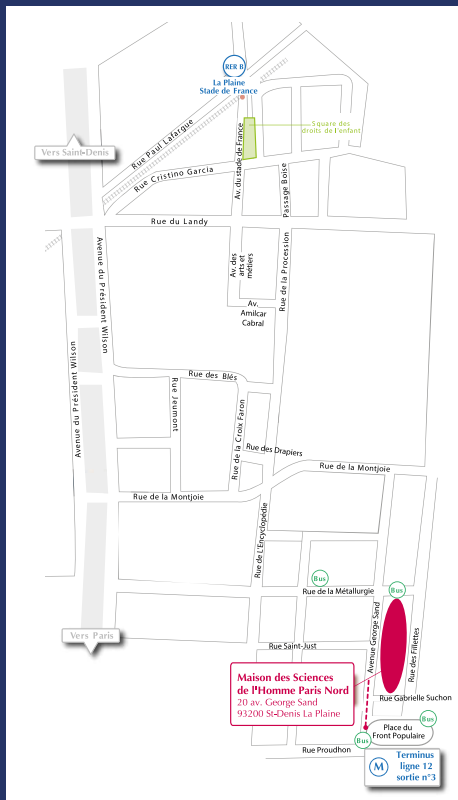 RER B
La Plaine
Stade de France
Square des
droits de l'enfant
Rue Paul Lafargue
Vers Saint-Denis
Av. du stade de France
Rue Cristino Garcia
Passage Boise
Rue du Landy
Avenue du Président Wilson
Av. des
arts et
métiers
Rue de la Procession
Av.
Amilcar
Cabral
Avenue du Président Wilson
Rue des Blés
Rue Jeumont
Rue de la Croix Faron
Rue des Drapiers
Rue de la Montjoie
Rue de la Montjoie
Rue de L'Encyclopédie
Bus
Rue de la Métallurgie
Bus
Vers Paris
Rue Saint-Just
Avenue George Sand
Rue des Fillettes
Maison des Sciences
de l'Homme Paris Nord
20 av. George Sand
93200 St-Denis La Plaine
Rue Gabrielle Suchon
Bus
Place du
Front Populaire
Bus
Rue Proudhon
M
Terminus
ligne 12
sortie n°3